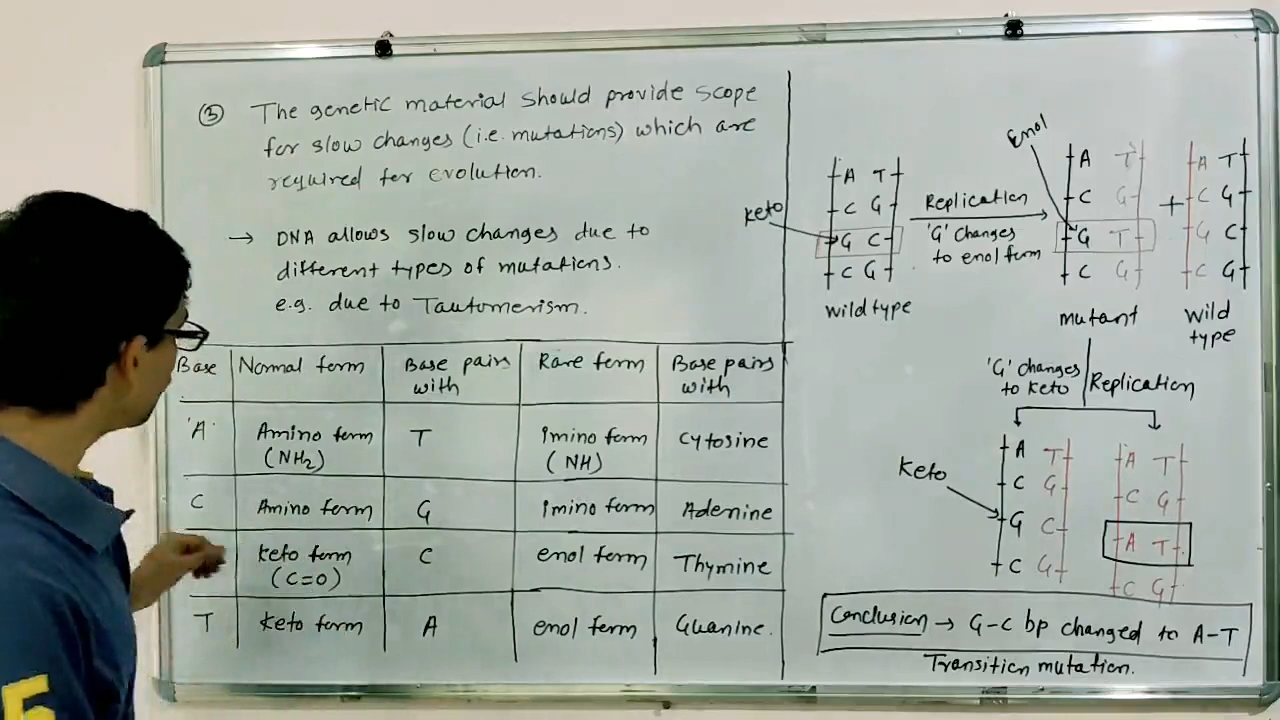 ③ The genetic material should provide scope
for slow changes (i.e. mutations) which are
required for evolution.
→ DNA allows slow changes due to
different types of mutations.
e.g. due to Tautomerism.
Base Normal form Base pairs with Rare form Base pairs with
'A' Amino form (NH₂) T imino form (NH) Cytosine
C Amino form G imino form Adenine
keto form (C=O) C enol form Thymine
T keto form A enol form Guanine.
keto
A T
C G
G C
C G
wild type
Replication
'G' Changes
to enol form
Enol
A T
C G
G T
C G
mutant
+
A T
C G
G C
C G
wild
type
'G' changes
to keto
Replication
Keto
A T
C G
G C
C G
A T
C G
A T
C G
Conclusion → G-C bp changed to A-T
Transition mutation.
5